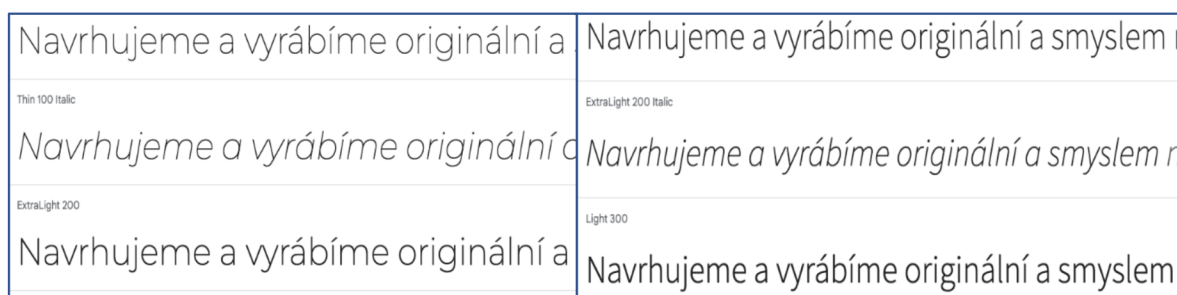 Navrhujeme a vyrábíme originální a
Thin 100 Italic
Navrhujeme a vyrábíme originální
ExtraLight 200
Navrhujeme a vyrábíme originální a
Navrhujeme a vyrábíme originální a smyslem
ExtraLight 200 Italic
Navrhujeme a vyrábíme originální a smyslem
Light 300
Navrhujeme a vyrábíme originální a smyslem